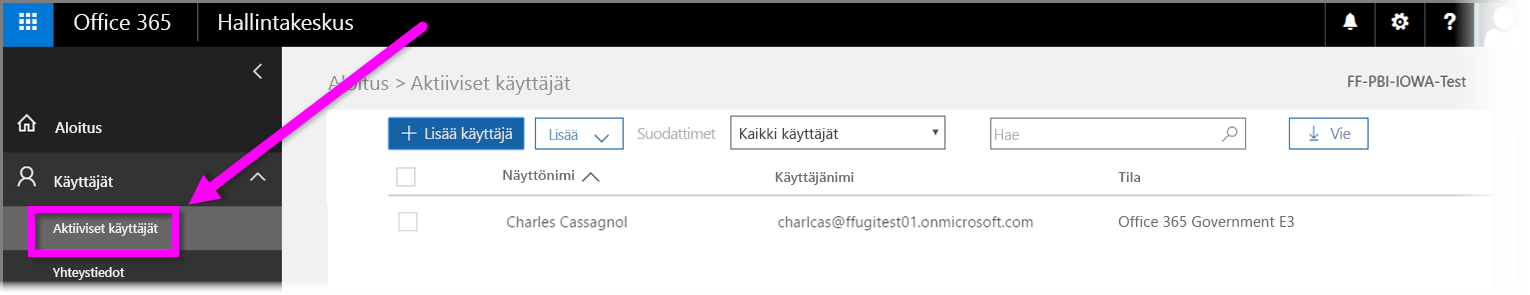 Office 365 Hallintakeskus ?
Aloitus > Aktiiviset käyttäjät FF-PBI-IOWA-Test
Aloitus
+ Lisää käyttäjä Lisää Suodattimet Kaikki käyttäjät Hae Vie
Käyttäjät
Näyttönimi Käyttäjänimi Tila
Aktiiviset käyttäjät
Charles Cassagnol charlcas@ffugitest01.onmicrosoft.com Office 365 Government E3
Yhteystiedot